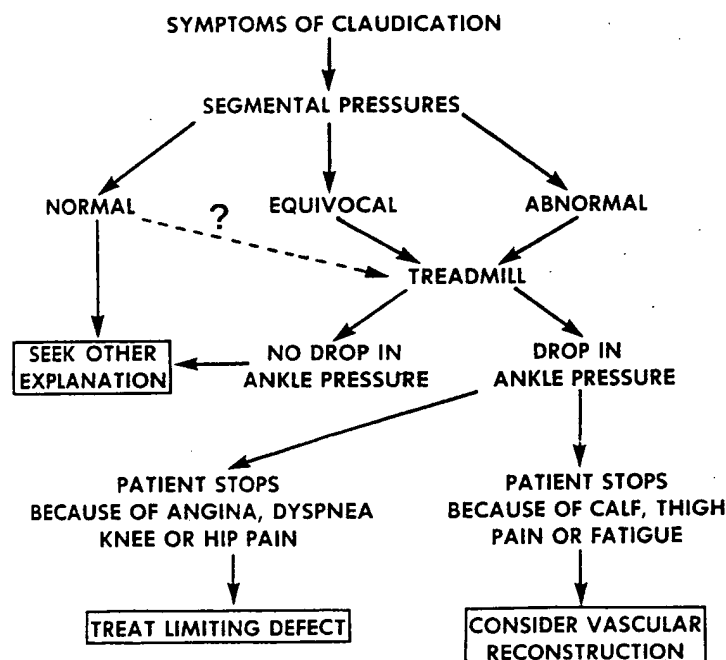 SYMPTOMS OF CLAUDICATION
SEGMENTAL PRESSURES
NORMAL
?
EQUIVOCAL
ABNORMAL
TREADMILL
SEEK OTHER
EXPLANATION
NO DROP IN
ANKLE PRESSURE
DROP IN
ANKLE PRESSURE
PATIENT STOPS
BECAUSE OF ANGINA, DYSPNEA
KNEE OR HIP PAIN
PATIENT STOPS
BECAUSE OF CALF, THIGH
PAIN OR FATIGUE
TREAT LIMITING DEFECT
CONSIDER VASCULAR
RECONSTRUCTION